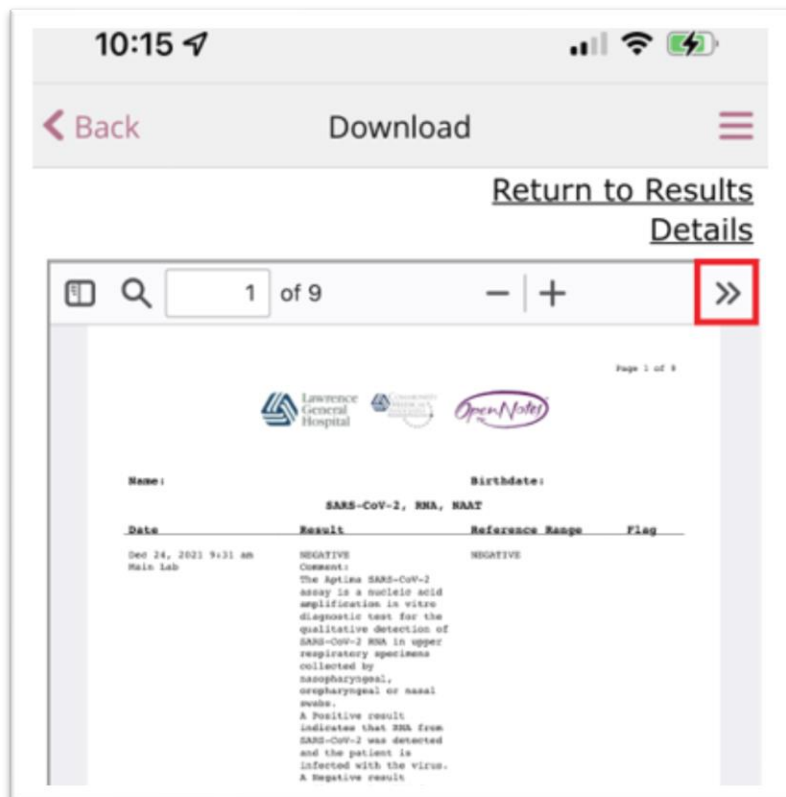 10:15
Back Download
Return to Results
Details
1 of 9
Page 1 of 9
Lawrence
General
Hospital
OpenNotes
Name: Birthdate:
SARS-CoV-2, RNA, NAAT
Date Result Reference Range Flag
Dec 24, 2021 9:31 am NEGATIVE NEGATIVE
Main Lab Comment:
The Aptima SARS-CoV-2
assay is a nucleic acid
amplification in vitro
diagnostic test for the
qualitative detection of
SARS-CoV-2 RNA in upper
respiratory specimens
collected by
nasopharyngeal,
oropharyngeal or nasal
swabs.
A Positive result
indicates that RNA from
SARS-CoV-2 was detected
and the patient is
infected with the virus.
A Negative result